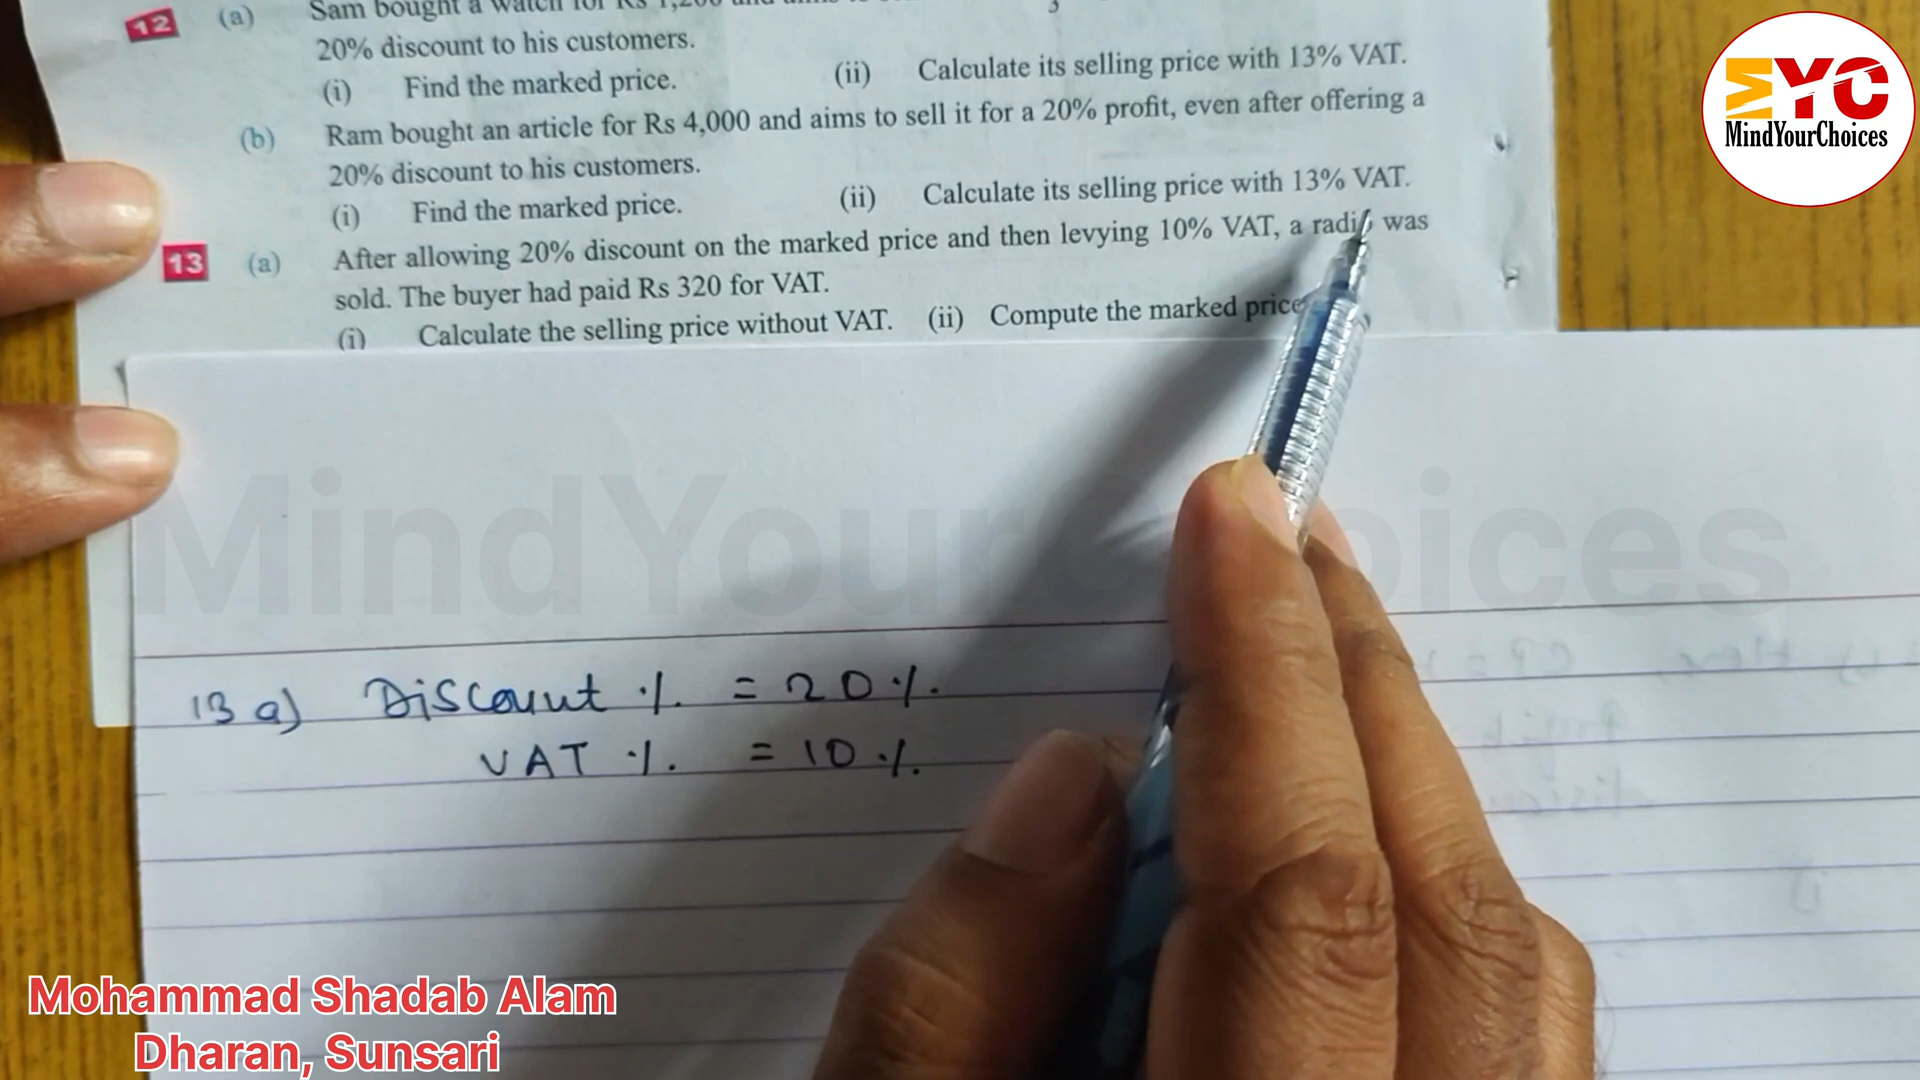 12 (a) Sam bought a watch for Rs
20% discount to his customers.
(i) Find the marked price. (ii) Calculate its selling price with 13% VAT.
(b) Ram bought an article for Rs 4,000 and aims to sell it for a 20% profit, even after offering a
20% discount to his customers.
(i) Find the marked price. (ii) Calculate its selling price with 13% VAT.
13 (a) After allowing 20% discount on the marked price and then levying 10% VAT, a radio was
sold. The buyer had paid Rs 320 for VAT.
(i) Calculate the selling price without VAT. (ii) Compute the marked price
13 a) Discount % = 20 %
VAT % = 10 %
MYC
MindYourChoices
MindYourChoices
Mohammad Shadab Alam
Dharan, Sunsari